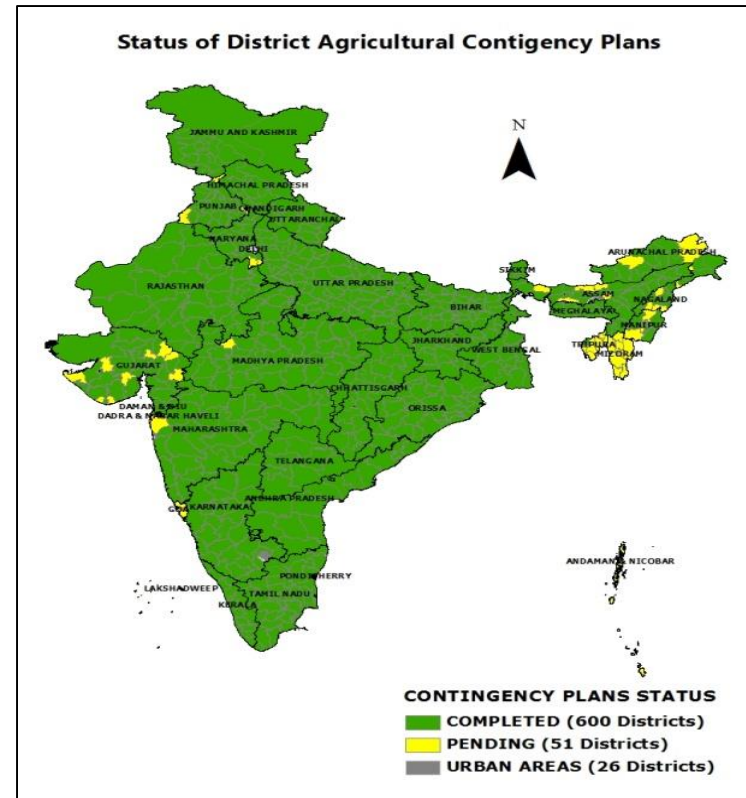 Status of District Agricultural Contigency Plans
N
JAMMU AND KASHMIR
HIMACHAL PRADESH
PUNJAB
CHANDIGARH
UTTARANCHAL
HARYANA
DELHI
ARUNACHAL PRADESH
SIKKIM
RAJASTHAN
UTTAR PRADESH
ASSAM
NAGALAND
BIHAR
MEGHALAYA
MANIPUR
JHARKHAND
TRIPURA
MIZORAM
GUJARAT
MADHYA PRADESH
WEST BENGAL
CHHATTISGARH
DAMAN & DIU
DADRA & NAGAR HAVELI
ORISSA
MAHARASHTRA
TELANGANA
ANDHRA PRADESH
GOA
KARNATAKA
ANDAMAN & NICOBAR
PONDICHERRY
LAKSHADWEEP
TAMIL NADU
KERALA
CONTINGENCY PLANS STATUS
COMPLETED (600 Districts)
PENDING (51 Districts)
URBAN AREAS (26 Districts)